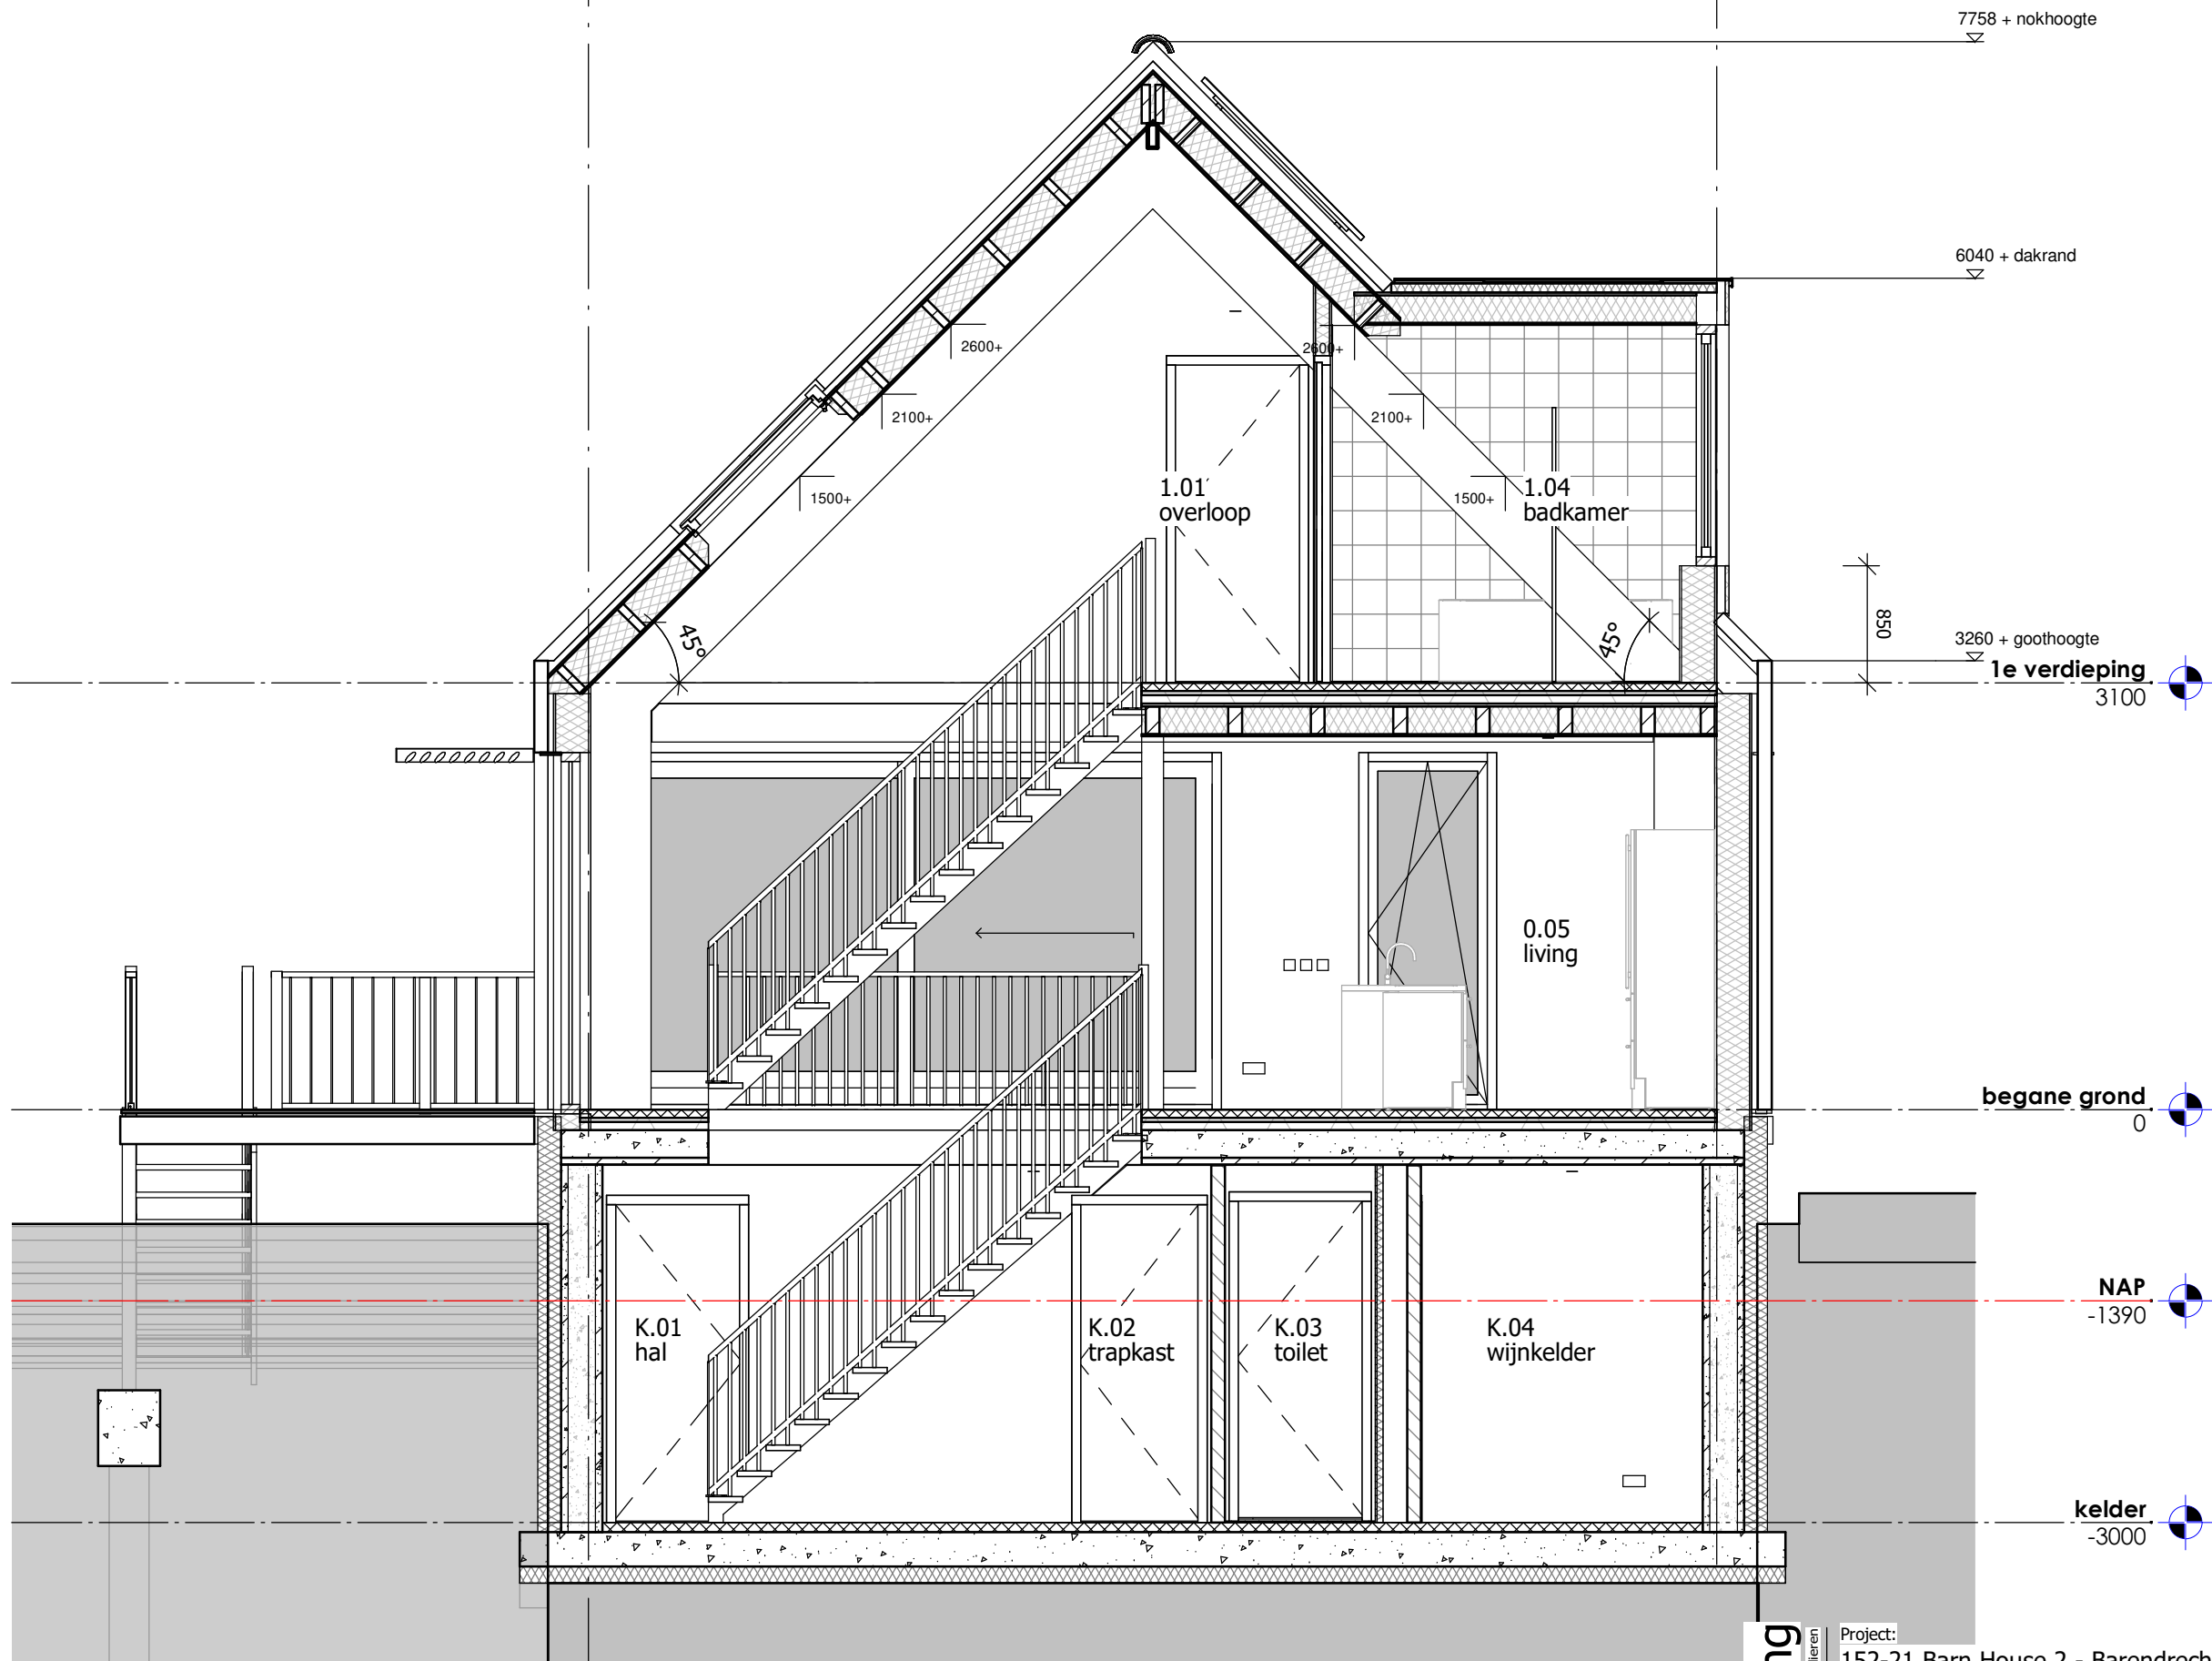 7758 + nokhoogte
6040 + dakrand
2600+
2600+
2100+
2100+
1500+
1500+
1.01
overloop
1.04
badkamer
45°
45°
850
3260 + goothoogte
1e verdieping
3100
0.05
living
begane grond
0
NAP
-1390
K.01
hal
K.02
trapkast
K.03
toilet
K.04
wijnkelder
kelder
-3000
Project: